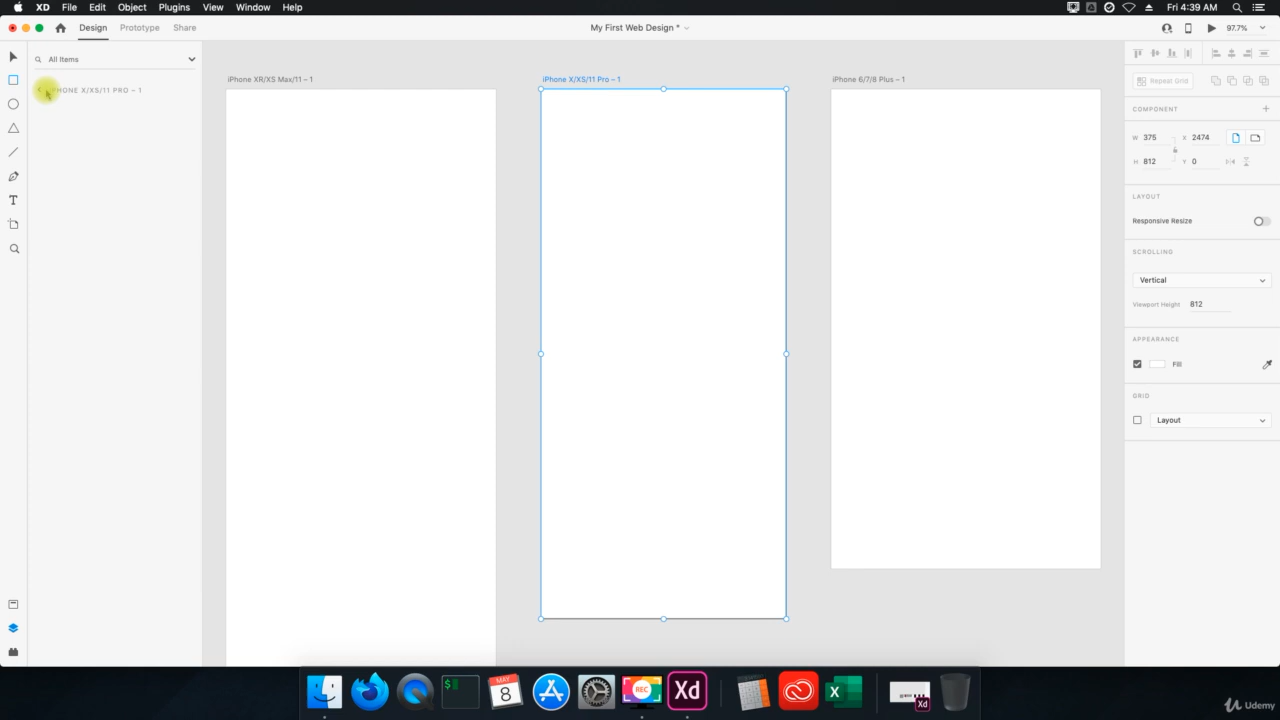 XD File Edit Object Plugins View Window Help
Fri 4:39 AM
Design Prototype Share
My First Web Design *
97.7%
All Items
iPhone XR/XS Max/11 – 1
iPhone X/XS/11 Pro – 1
iPhone 6/7/8 Plus – 1
PHONE X/XS/11 PRO – 1
Repeat Grid
COMPONENT
W 375 X 2474
H 812 Y 0
LAYOUT
Responsive Resize
SCROLLING
Vertical
Viewport Height 812
APPEARANCE
Fill
GRID
Layout
T
$
MAY
8
REC
Xd
X
Xd
Udemy